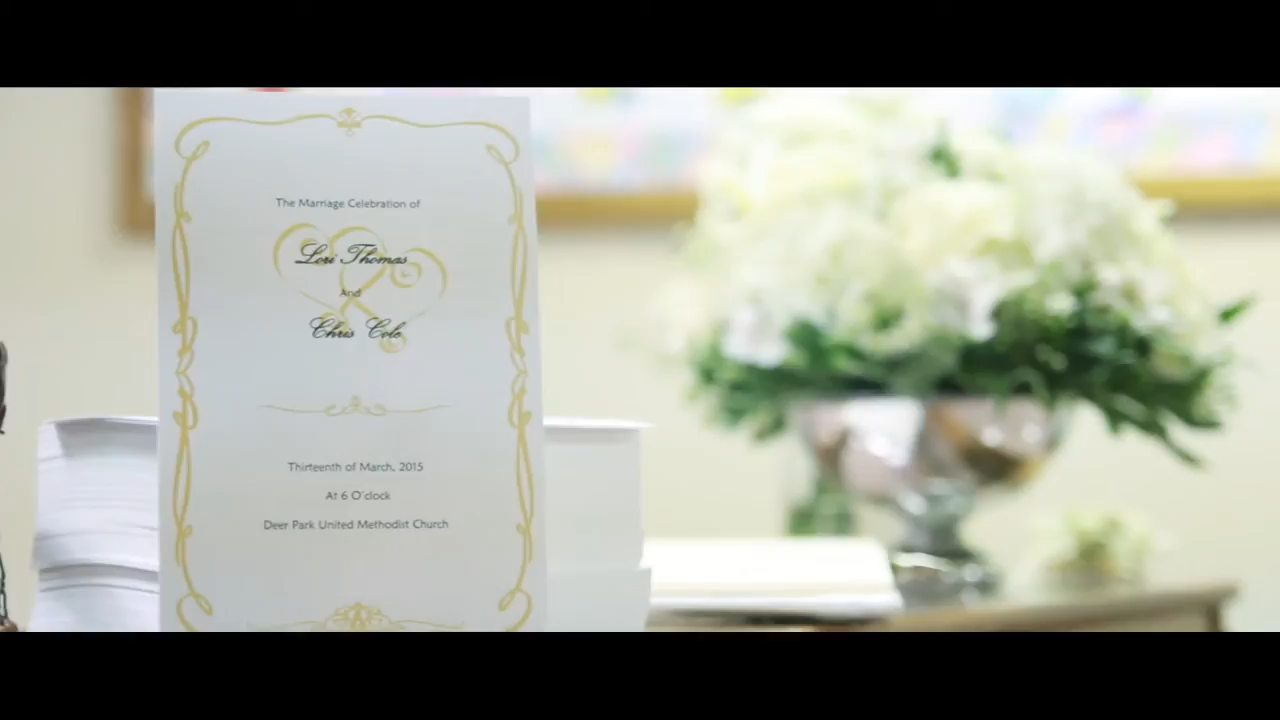 The Marriage Celebration of
Lori Thomas
And
Chris Cole
Thirteenth of March, 2015
At 6 O'clock
Deer Park United Methodist Church